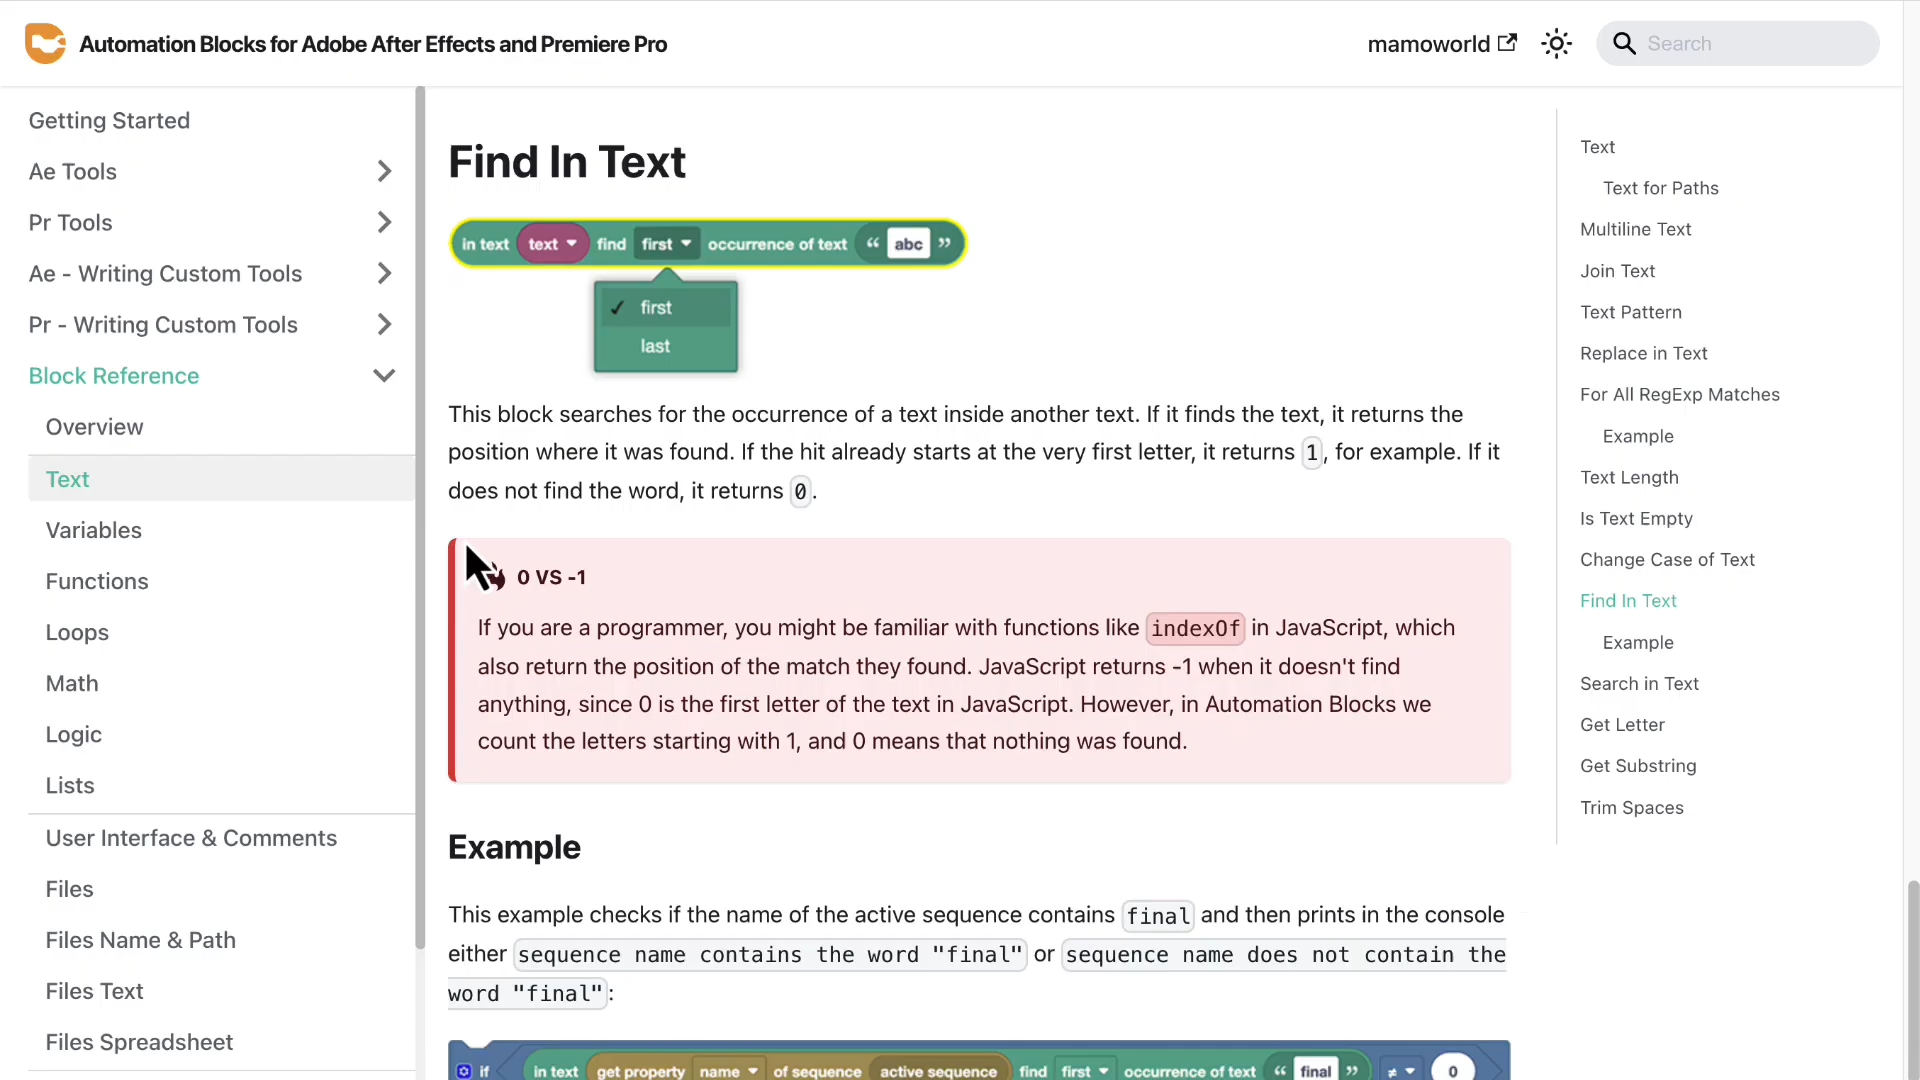 Automation Blocks for Adobe After Effects and Premiere Pro
mamoworld
Search
Getting Started
Ae Tools
Pr Tools
Ae - Writing Custom Tools
Pr - Writing Custom Tools
Block Reference
Overview
Text
Variables
Functions
Loops
Math
Logic
Lists
User Interface & Comments
Files
Files Name & Path
Files Text
Files Spreadsheet
Find In Text
in text text find first occurrence of text “ abc ”
first
last
This block searches for the occurrence of a text inside another text. If it finds the text, it returns the
position where it was found. If the hit already starts at the very first letter, it returns 1, for example. If it
does not find the word, it returns 0.
0 VS -1
If you are a programmer, you might be familiar with functions like indexOf in JavaScript, which
also return the position of the match they found. JavaScript returns -1 when it doesn't find
anything, since 0 is the first letter of the text in JavaScript. However, in Automation Blocks we
count the letters starting with 1, and 0 means that nothing was found.
Example
This example checks if the name of the active sequence contains final and then prints in the console
either sequence name contains the word "final" or sequence name does not contain the
word "final":
if in text get property name of sequence active sequence find first occurrence of text “ final ” ≠ 0
Text
Text for Paths
Multiline Text
Join Text
Text Pattern
Replace in Text
For All RegExp Matches
Example
Text Length
Is Text Empty
Change Case of Text
Find In Text
Example
Search in Text
Get Letter
Get Substring
Trim Spaces